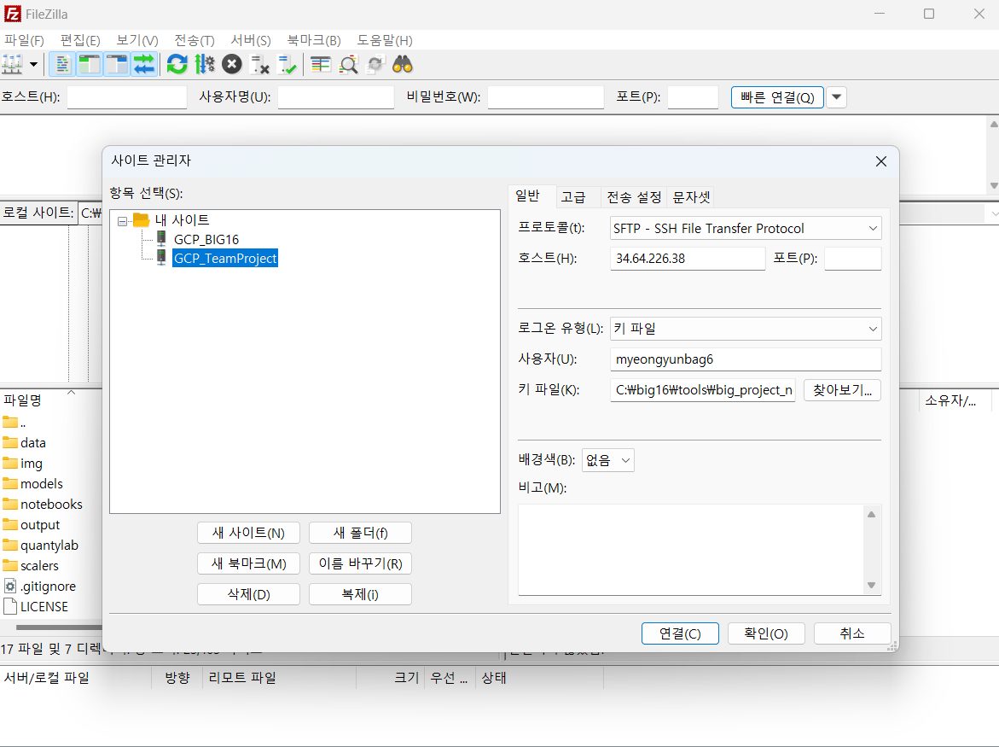 FileZilla
파일(F) 편집(E) 보기(V) 전송(T) 서버(S) 북마크(B) 도움말(H)
호스트(H): 사용자명(U): 비밀번호(W): 포트(P): 빠른 연결(Q)
로컬 사이트: C:₩
파일명
..
data
img
models
notebooks
output
quantylab
scalers
.gitignore
LICENSE
17 파일 및 7
소유자/...
사이트 관리자
항목 선택(S):
내 사이트
GCP_BIG16
GCP_TeamProject
새 사이트(N) 새 폴더(f)
새 북마크(M) 이름 바꾸기(R)
삭제(D) 복제(i)
일반 고급 전송 설정 문자셋
프로토콜(t): SFTP - SSH File Transfer Protocol
호스트(H): 34.64.226.38 포트(P):
로그온 유형(L): 키 파일
사용자(U): myeongyunbag6
키 파일(K): C:₩big16₩tools₩big_project_n 찾아보기...
배경색(B): 없음
비고(M):
연결(C) 확인(O) 취소
서버/로컬 파일 방향 리모트 파일 크기 우선 ... 상태